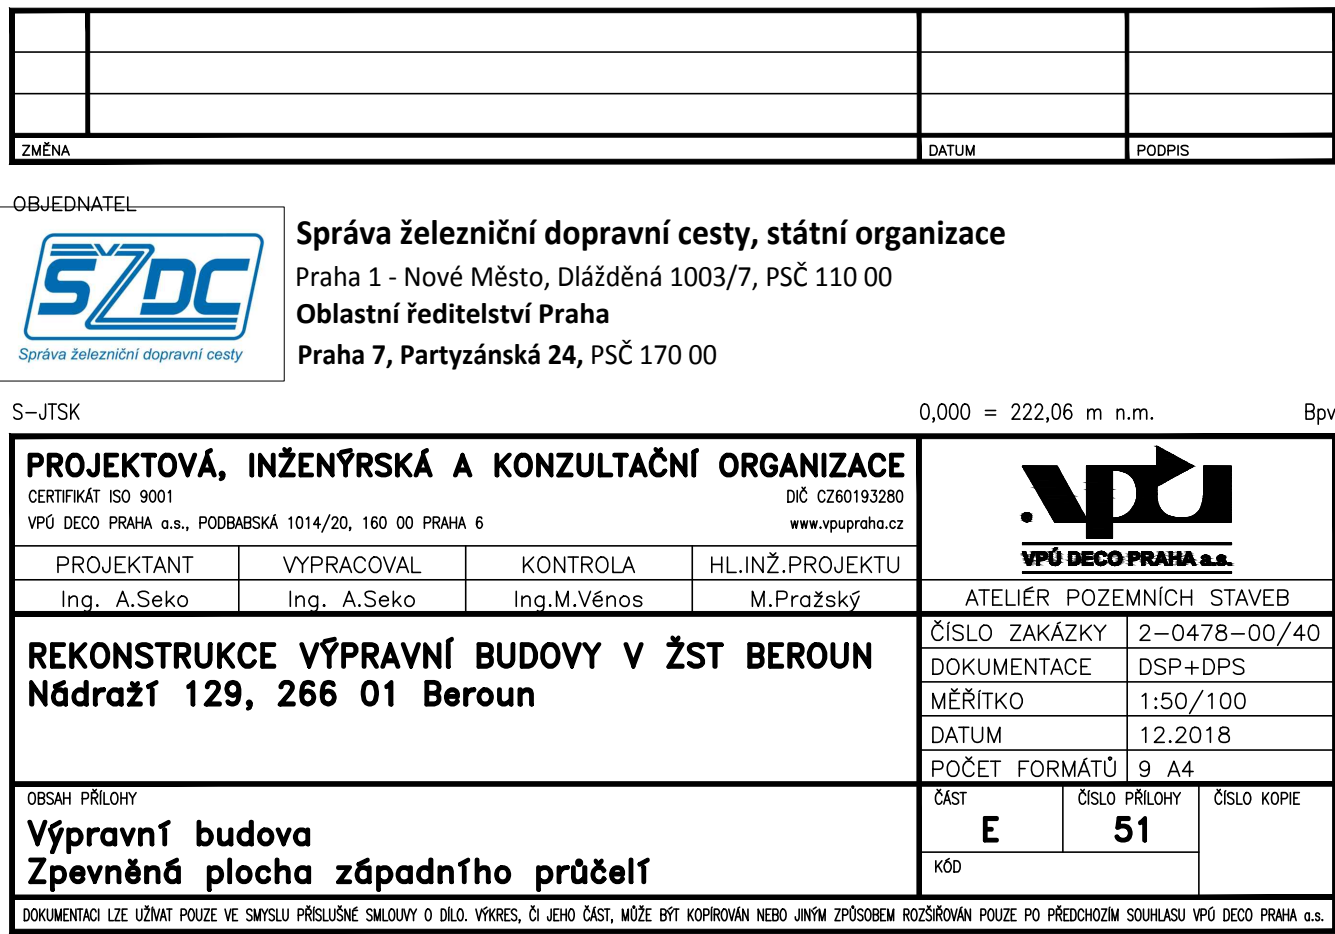 ZMĚNA DATUM PODPIS
OBJEDNATEL
SŽDC
Správa železniční dopravní cesty
Správa železniční dopravní cesty, státní organizace
Praha 1 - Nové Město, Dlážděná 1003/7, PSČ 110 00
Oblastní ředitelství Praha
Praha 7, Partyzánská 24, PSČ 170 00
S-JTSK 0,000 = 222,06 m n.m. Bpv
PROJEKTOVÁ, INŽENÝRSKÁ A KONZULTAČNÍ ORGANIZACE
CERTIFIKÁT ISO 9001 DIČ CZ60193280
VPÚ DECO PRAHA a.s., PODBABSKÁ 1014/20, 160 00 PRAHA 6 www.vpupraha.cz
.vpú
VPÚ DECO PRAHA a.s.
PROJEKTANT VYPRACOVAL KONTROLA HL.INŽ.PROJEKTU
Ing. A.Seko Ing. A.Seko Ing.M.Vénos M.Pražský
ATELIÉR POZEMNÍCH STAVEB
REKONSTRUKCE VÝPRAVNÍ BUDOVY V ŽST BEROUN
Nádraží 129, 266 01 Beroun
ČÍSLO ZAKÁZKY 2-0478-00/40
DOKUMENTACE DSP+DPS
MĚŘÍTKO 1:50/100
DATUM 12.2018
POČET FORMÁTŮ 9 A4
OBSAH PŘÍLOHY
Výpravní budova
Zpevněná plocha západního průčelí
ČÁST ČÍSLO PŘÍLOHY ČÍSLO KOPIE
E 51
KÓD
DOKUMENTACI LZE UŽÍVAT POUZE VE SMYSLU PŘÍSLUŠNÉ SMLOUVY O DÍLO. VÝKRES, ČI JEHO ČÁST, MŮŽE BÝT KOPÍROVÁN NEBO JINÝM ZPŮSOBEM ROZŠIŘOVÁN POUZE PO PŘEDCHOZÍM SOUHLASU VPÚ DECO PRAHA a.s.